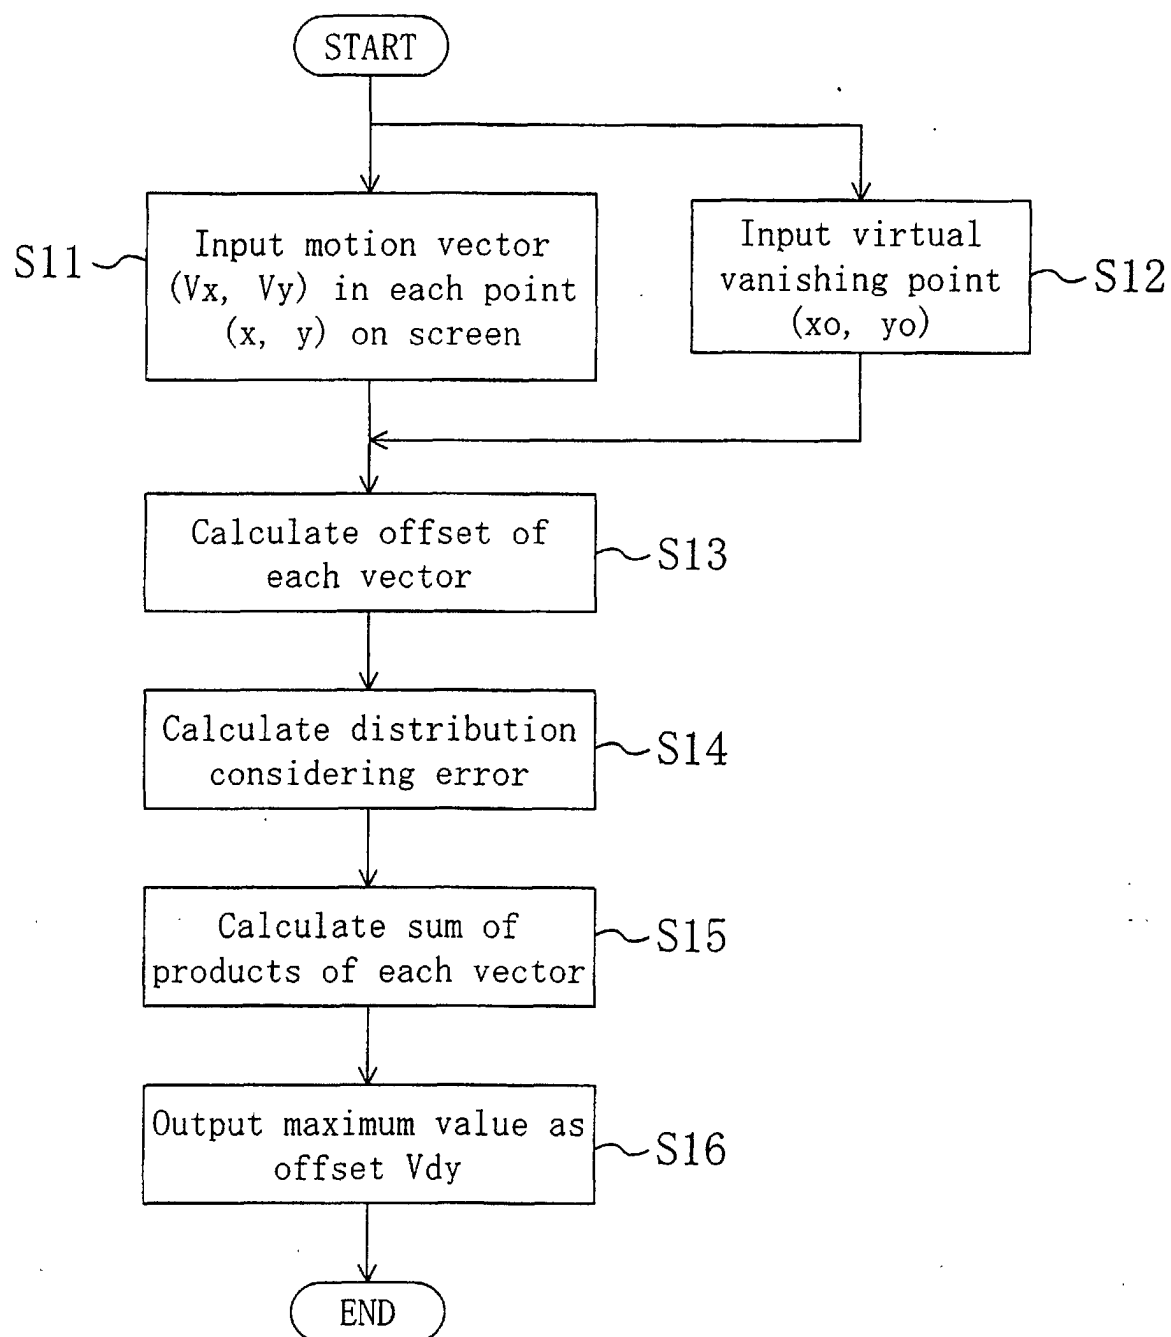 START
S11
Input motion vector
(Vx, Vy) in each point
(x, y) on screen
Input virtual
vanishing point
(xo, yo)
S12
Calculate offset of
each vector
S13
Calculate distribution
considering error
S14
Calculate sum of
products of each vector
S15
Output maximum value as
offset Vdy
S16
END